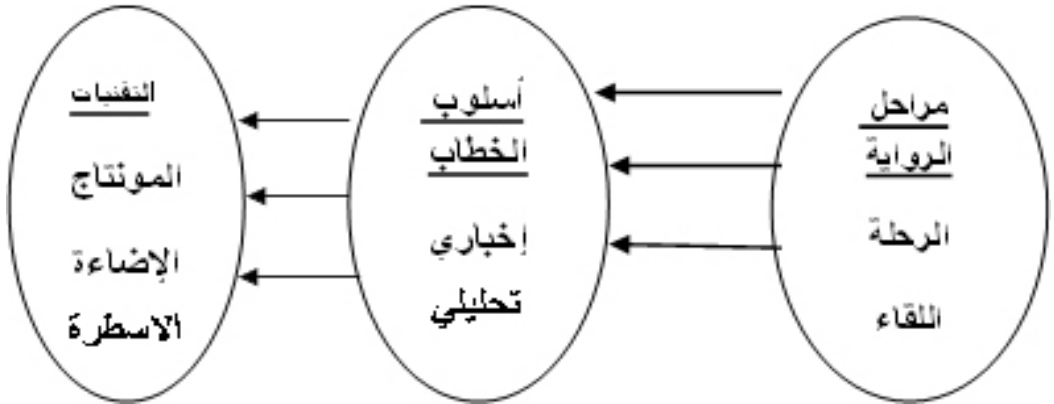 مراحل
الرواية
الرحلة
اللقاء
أسلوب
الخطاب
إخباري
تحليلي
التقنيات
المونتاج
الإضاءة
الاسطرة